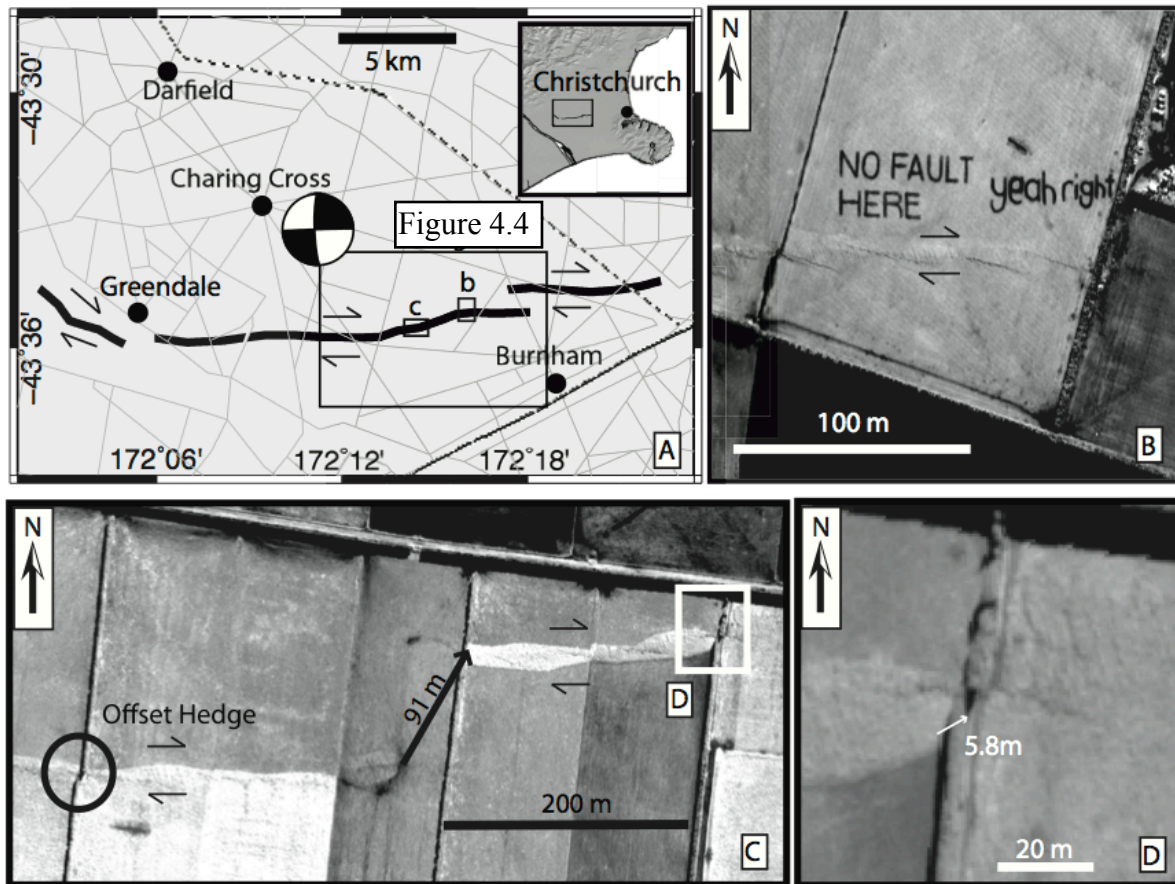 5 km
Christchurch
Darfield
Charing Cross
Figure 4.4
Greendale
b
c
Burnham
−43°30'
−43°36'
172°06'
172°12'
172°18'
A
N
NO FAULT
HERE
yeah right
100 m
B
N
Offset Hedge
91 m
D
200 m
C
N
5.8m
20 m
D